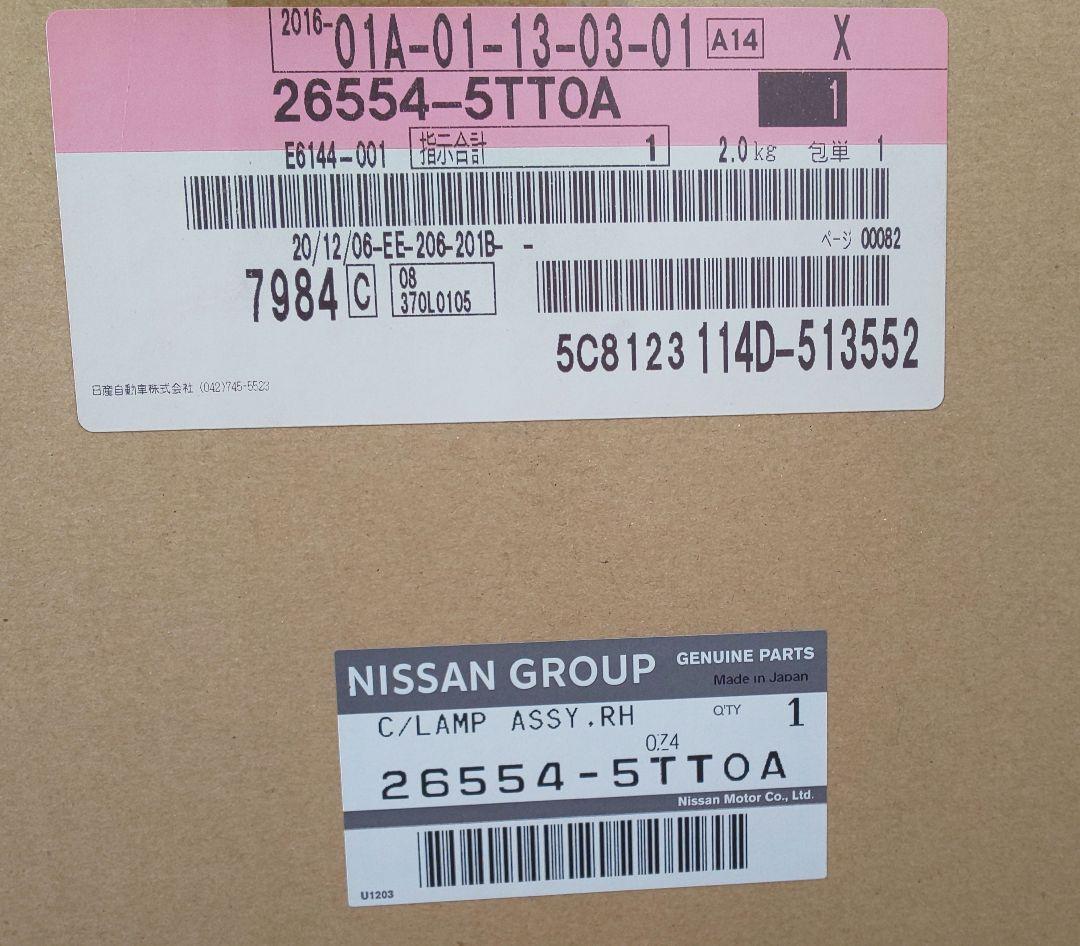 2016-01A-01-13-03-01 A14 X
26554-5TT0A 1
E6144-001 指示合計 1 2.0kg 包単 1
20/12/06-EE-206-201B- - ページ 00082
7984 C 08
370L0105
5C8123 114D-513552
日産自動車株式会社 (042)745-5523
NISSAN GROUP GENUINE PARTS
Made in Japan
C/LAMP ASSY.RH Q'TY 1
0Z4
26554-5TT0A
Nissan Motor Co., Ltd.
U1203